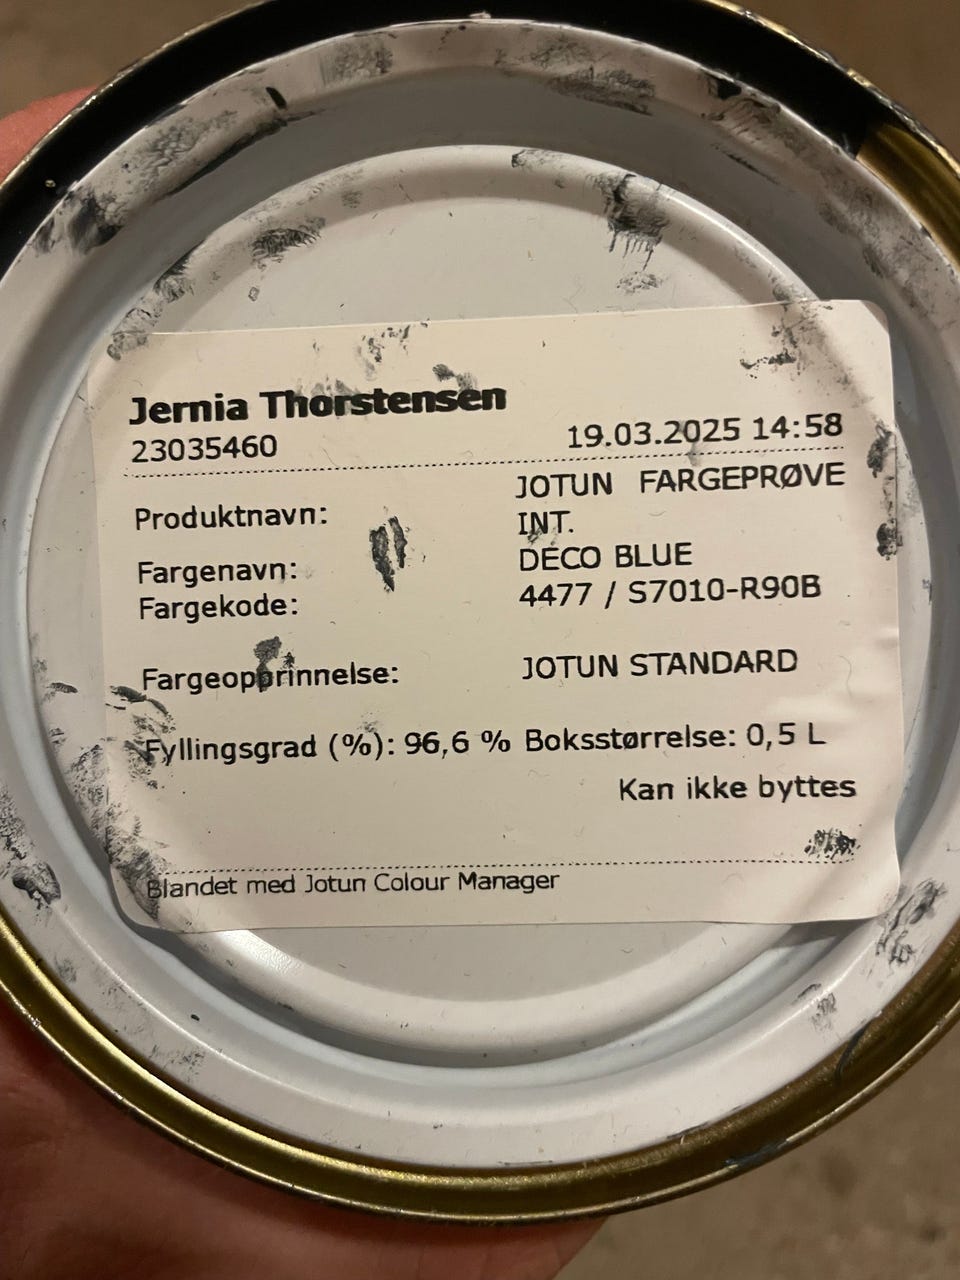 Jernia Thorstensen
23035460 19.03.2025 14:58
Produktnavn: JOTUN FARGEPRØVE
INT.
Fargenavn: DECO BLUE
Fargekode: 4477 / S7010-R90B
Fargeopprinnelse: JOTUN STANDARD
Fyllingsgrad (%): 96,6 % Boksstørrelse: 0,5 L
Kan ikke byttes
Blandet med Jotun Colour Manager